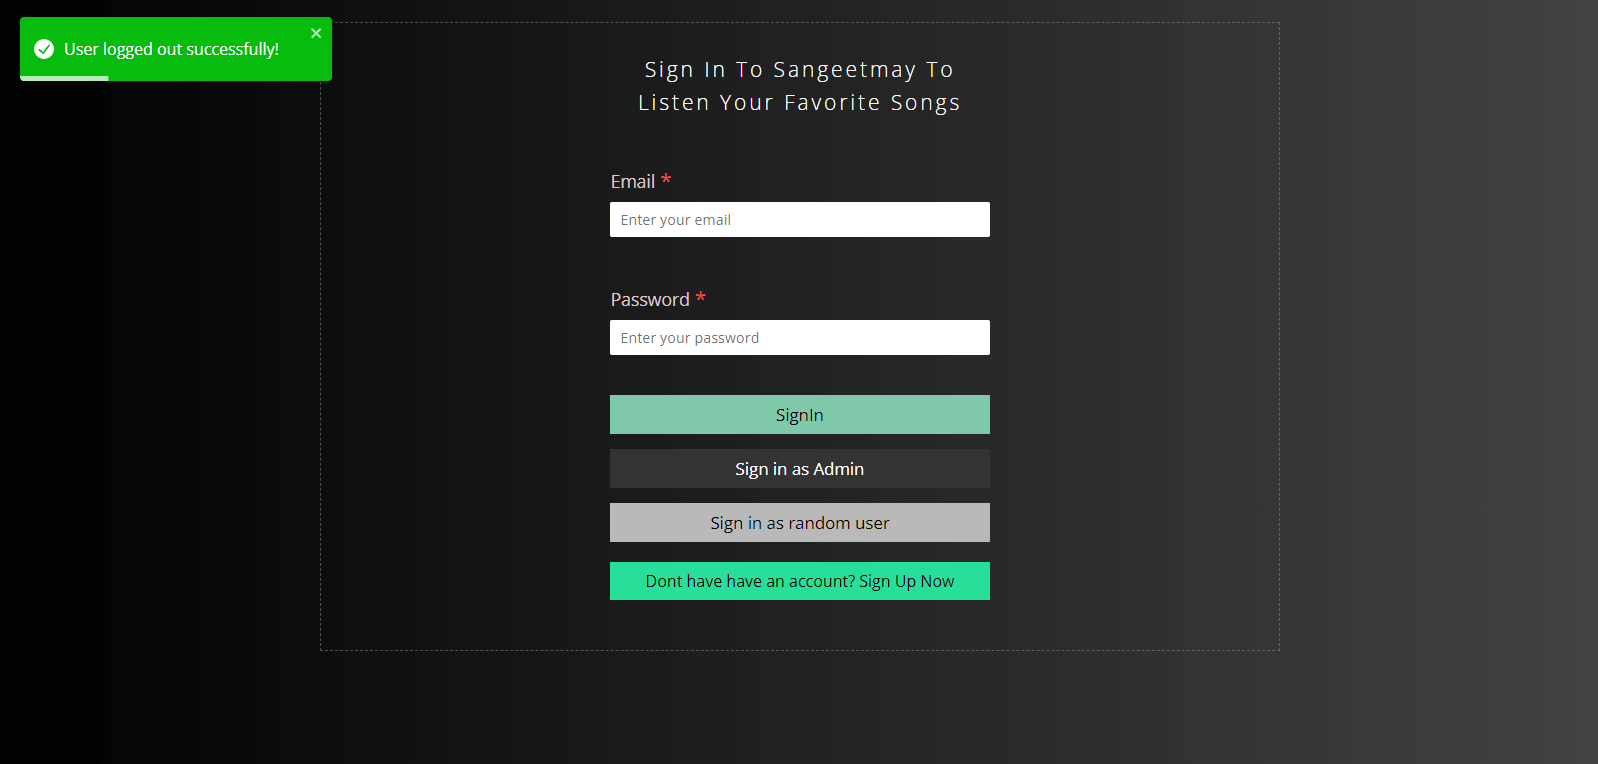 User logged out successfully!
Sign In To Sangeetmay To
Listen Your Favorite Songs
Email *
Enter your email
Password *
Enter your password
SignIn
Sign in as Admin
Sign in as random user
Dont have have an account? Sign Up Now